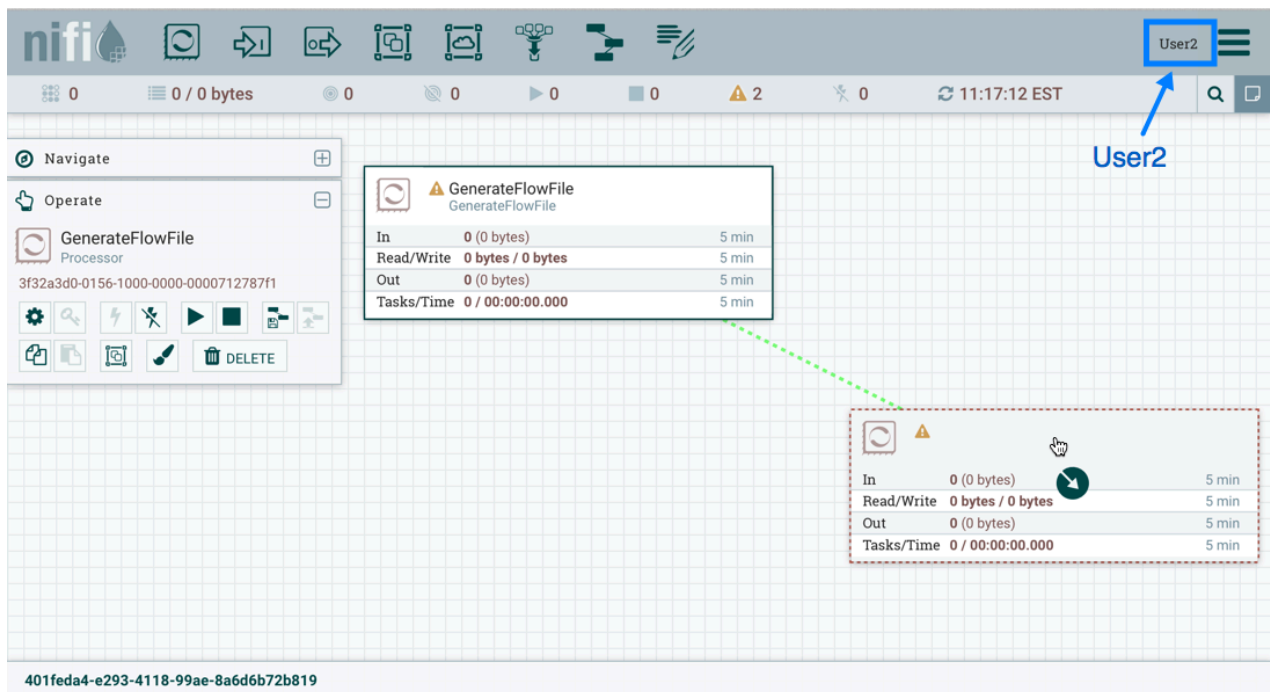 nifi
User2
0
0 / 0 bytes
0
0
0
0
2
0
11:17:12 EST
User2
Navigate
Operate
GenerateFlowFile
Processor
3f32a3d0-0156-1000-0000-0000712787f1
DELETE
GenerateFlowFile
GenerateFlowFile
In 0 (0 bytes) 5 min
Read/Write 0 bytes / 0 bytes 5 min
Out 0 (0 bytes) 5 min
Tasks/Time 0 / 00:00:00.000 5 min
In 0 (0 bytes) 5 min
Read/Write 0 bytes / 0 bytes 5 min
Out 0 (0 bytes) 5 min
Tasks/Time 0 / 00:00:00.000 5 min
401feda4-e293-4118-99ae-8a6d6b72b819